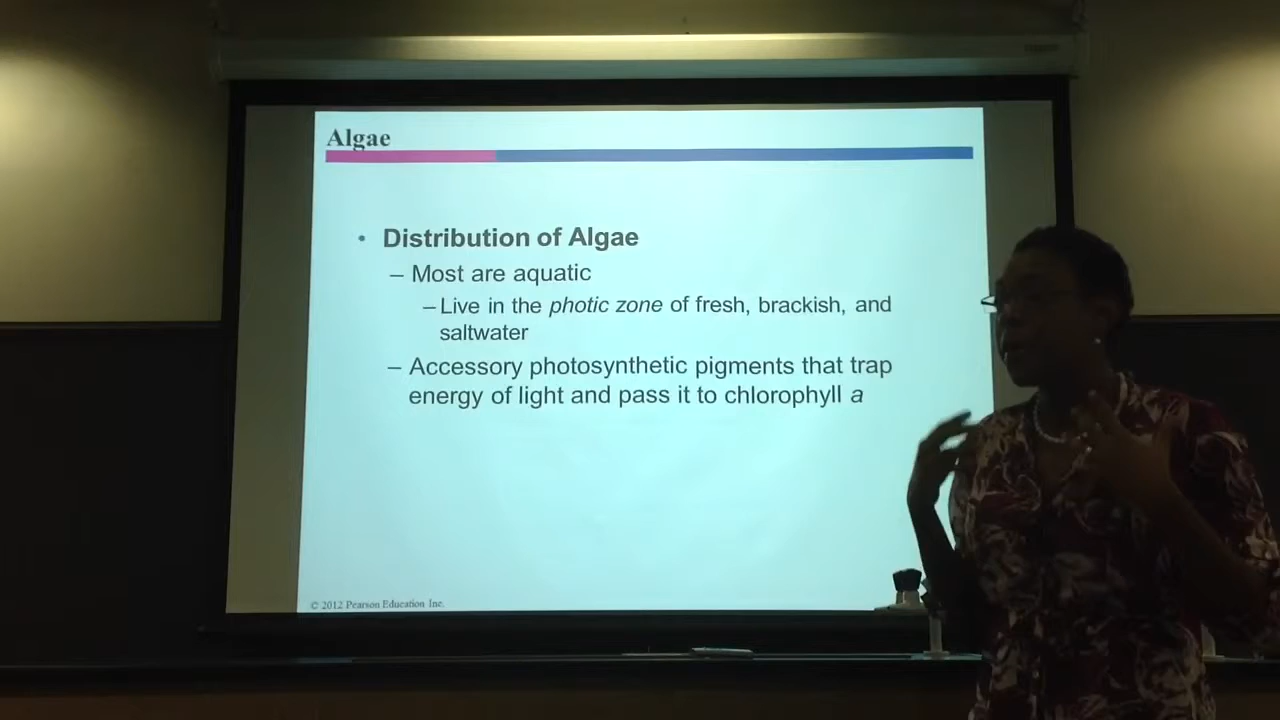 Algae
• Distribution of Algae
– Most are aquatic
– Live in the photic zone of fresh, brackish, and
saltwater
– Accessory photosynthetic pigments that trap
energy of light and pass it to chlorophyll a
© 2012 Pearson Education Inc.